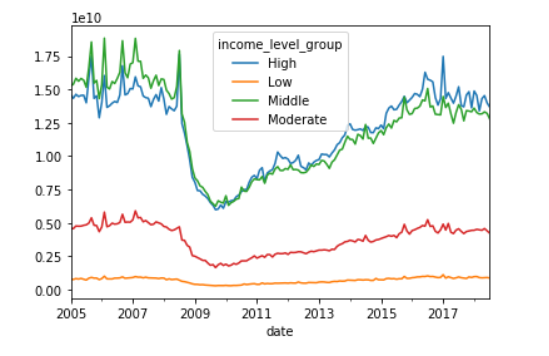 1e10
1.75
1.50
1.25
1.00
0.75
0.50
0.25
0.00
income_level_group
High
Low
Middle
Moderate
2005 2007 2009 2011 2013 2015 2017
date